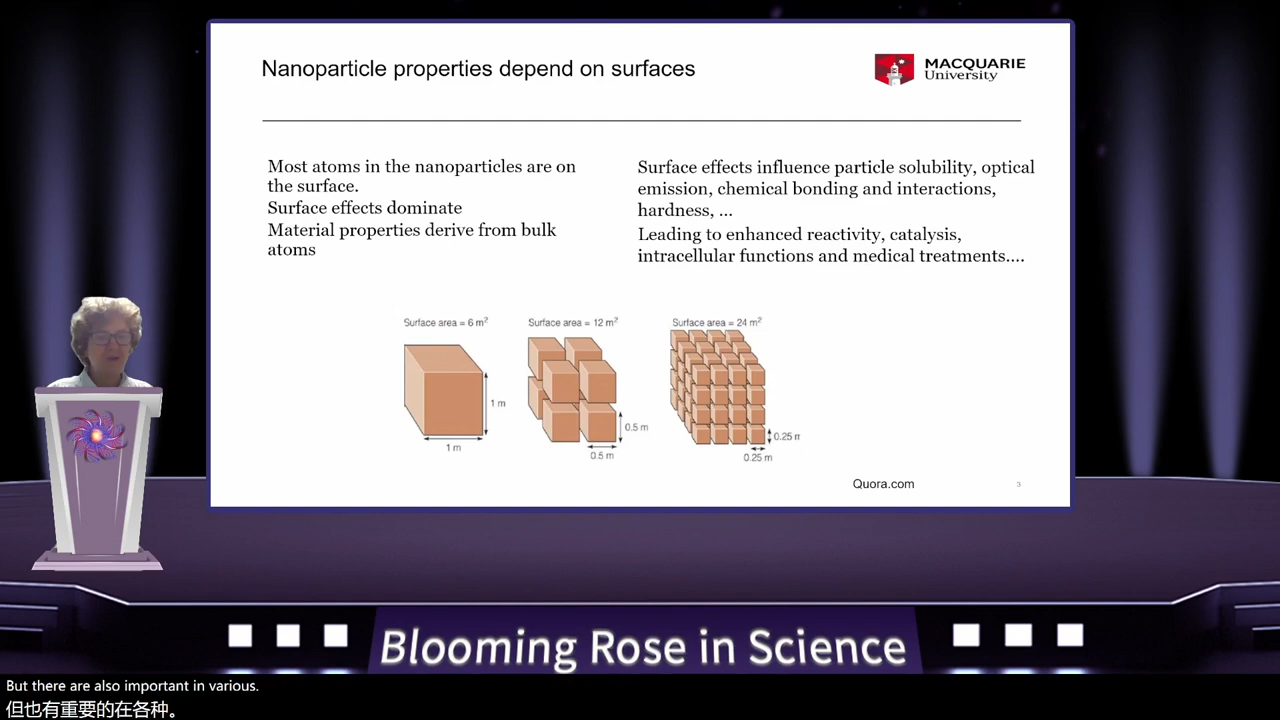 Nanoparticle properties depend on surfaces
MACQUARIE
University
Most atoms in the nanoparticles are on
the surface.
Surface effects dominate
Material properties derive from bulk
atoms
Surface effects influence particle solubility, optical
emission, chemical bonding and interactions,
hardness, ...
Leading to enhanced reactivity, catalysis,
intracellular functions and medical treatments....
Surface area = 6 m²
1 m
1 m
Surface area = 12 m²
0.5 m
0.5 m
Surface area = 24 m²
0.25 m
0.25 m
Quora.com
3
Blooming Rose in Science
But there are also important in various.
但也有重要的在各种。